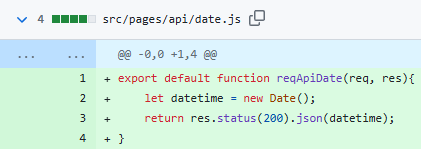 4 src/pages/api/date.js
... ... @@ -0,0 +1,4 @@
1 + export default function reqApiDate(req, res){
2 + let datetime = new Date();
3 + return res.status(200).json(datetime);
4 + }